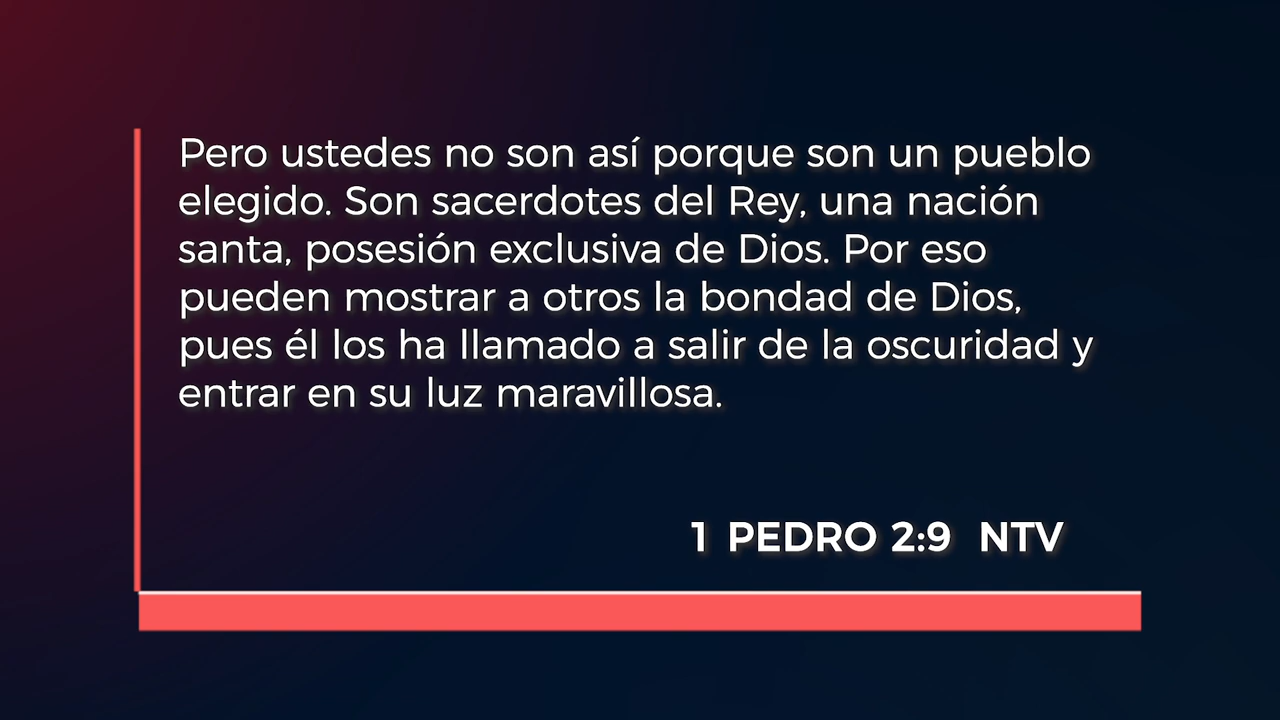 Pero ustedes no son así porque son un pueblo
elegido. Son sacerdotes del Rey, una nación
santa, posesión exclusiva de Dios. Por eso
pueden mostrar a otros la bondad de Dios,
pues él los ha llamado a salir de la oscuridad y
entrar en su luz maravillosa.
1 PEDRO 2:9 NTV